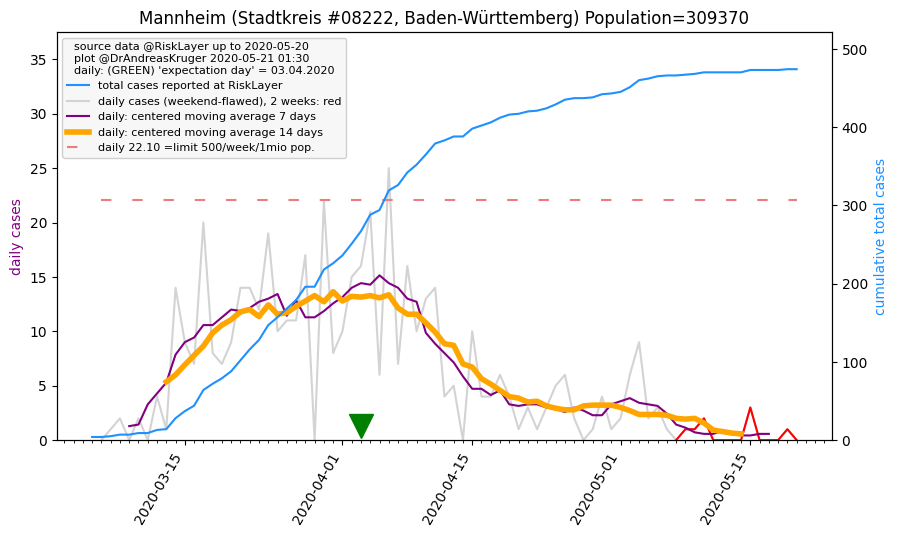 Mannheim (Stadtkreis #08222, Baden-Württemberg) Population=309370
source data @RiskLayer up to 2020-05-20
plot @DrAndreasKruger 2020-05-21 01:30
daily: (GREEN) 'expectation day' = 03.04.2020
total cases reported at RiskLayer
daily cases (weekend-flawed), 2 weeks: red
daily: centered moving average 7 days
daily: centered moving average 14 days
daily 22.10 =limit 500/week/1mio pop.
daily cases
35
30
25
20
15
10
5
0
500
400
300
200
100
0
cumulative total cases
2020-03-15
2020-04-01
2020-04-15
2020-05-01
2020-05-15